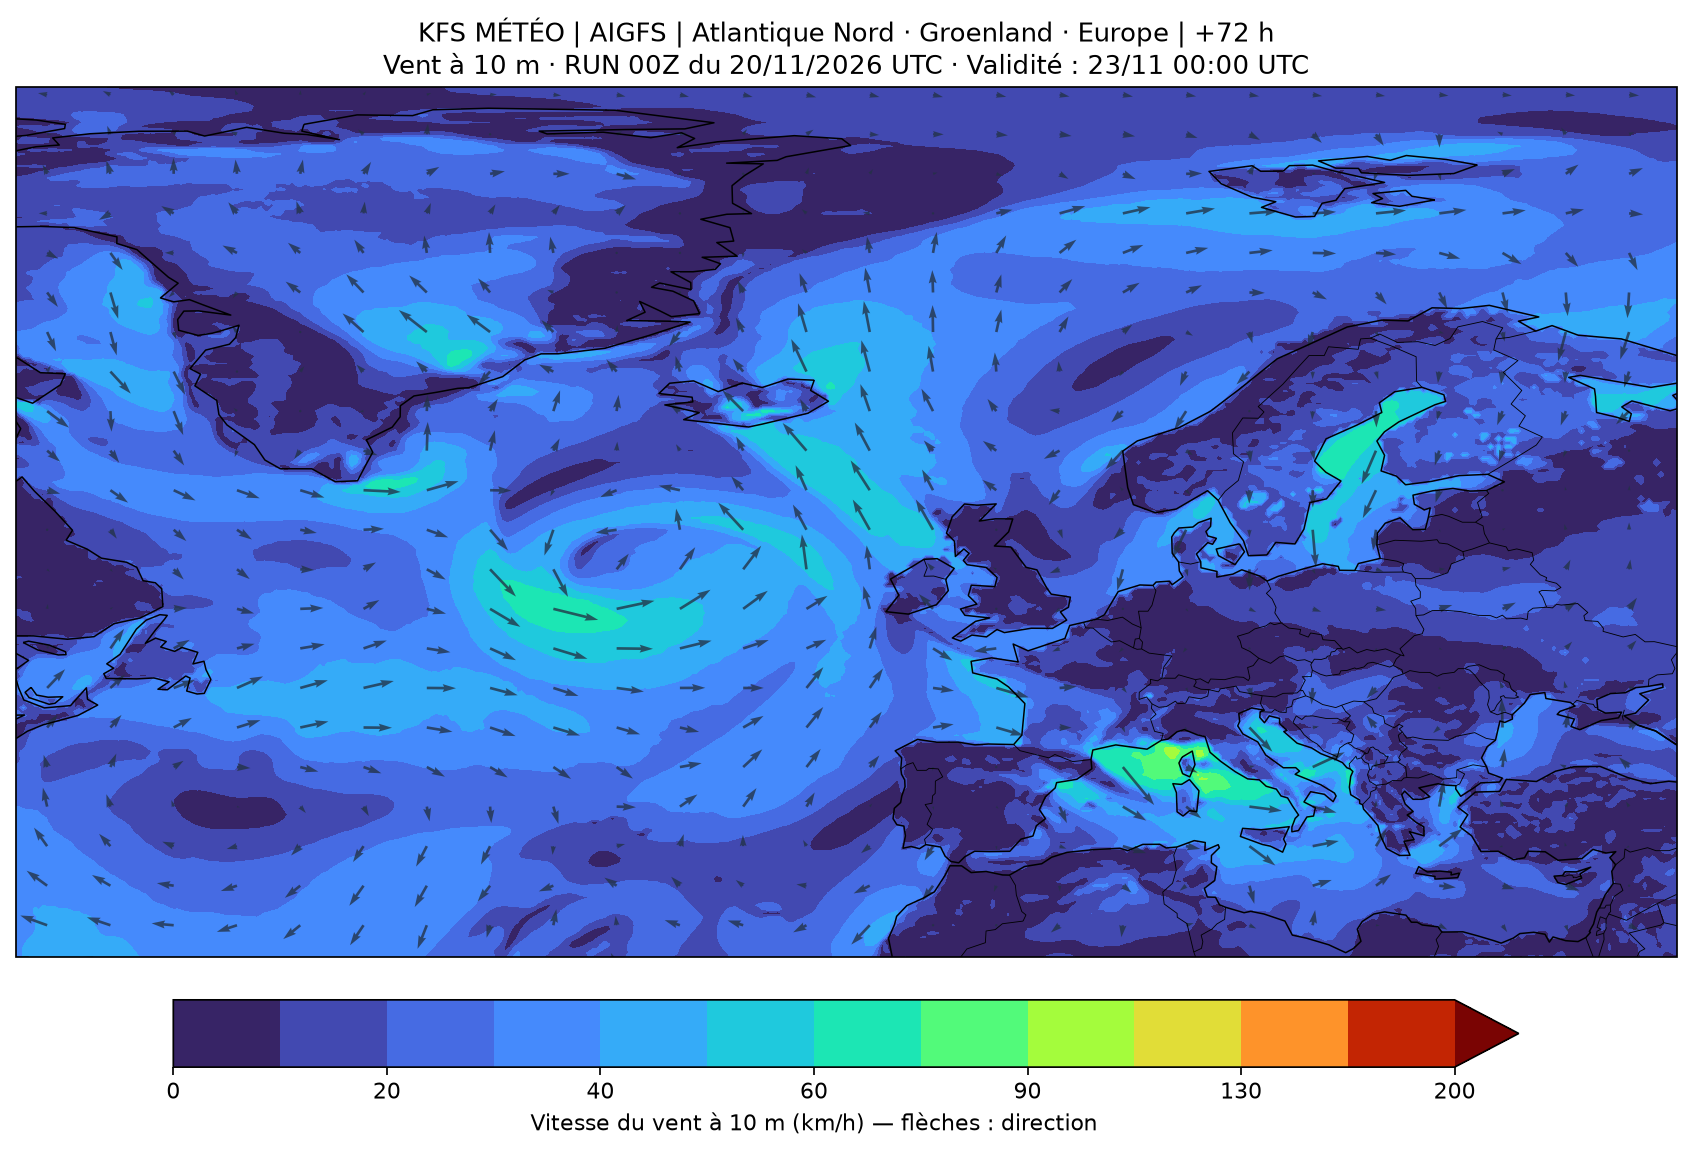 KFS MÉTÉO | AIGFS | Atlantique Nord · Groenland · Europe | +72 h
Vent à 10 m · RUN 00Z du 20/11/2026 UTC · Validité : 23/11 00:00 UTC
0 20 40 60 90 130 200
Vitesse du vent à 10 m (km/h) — flèches : direction